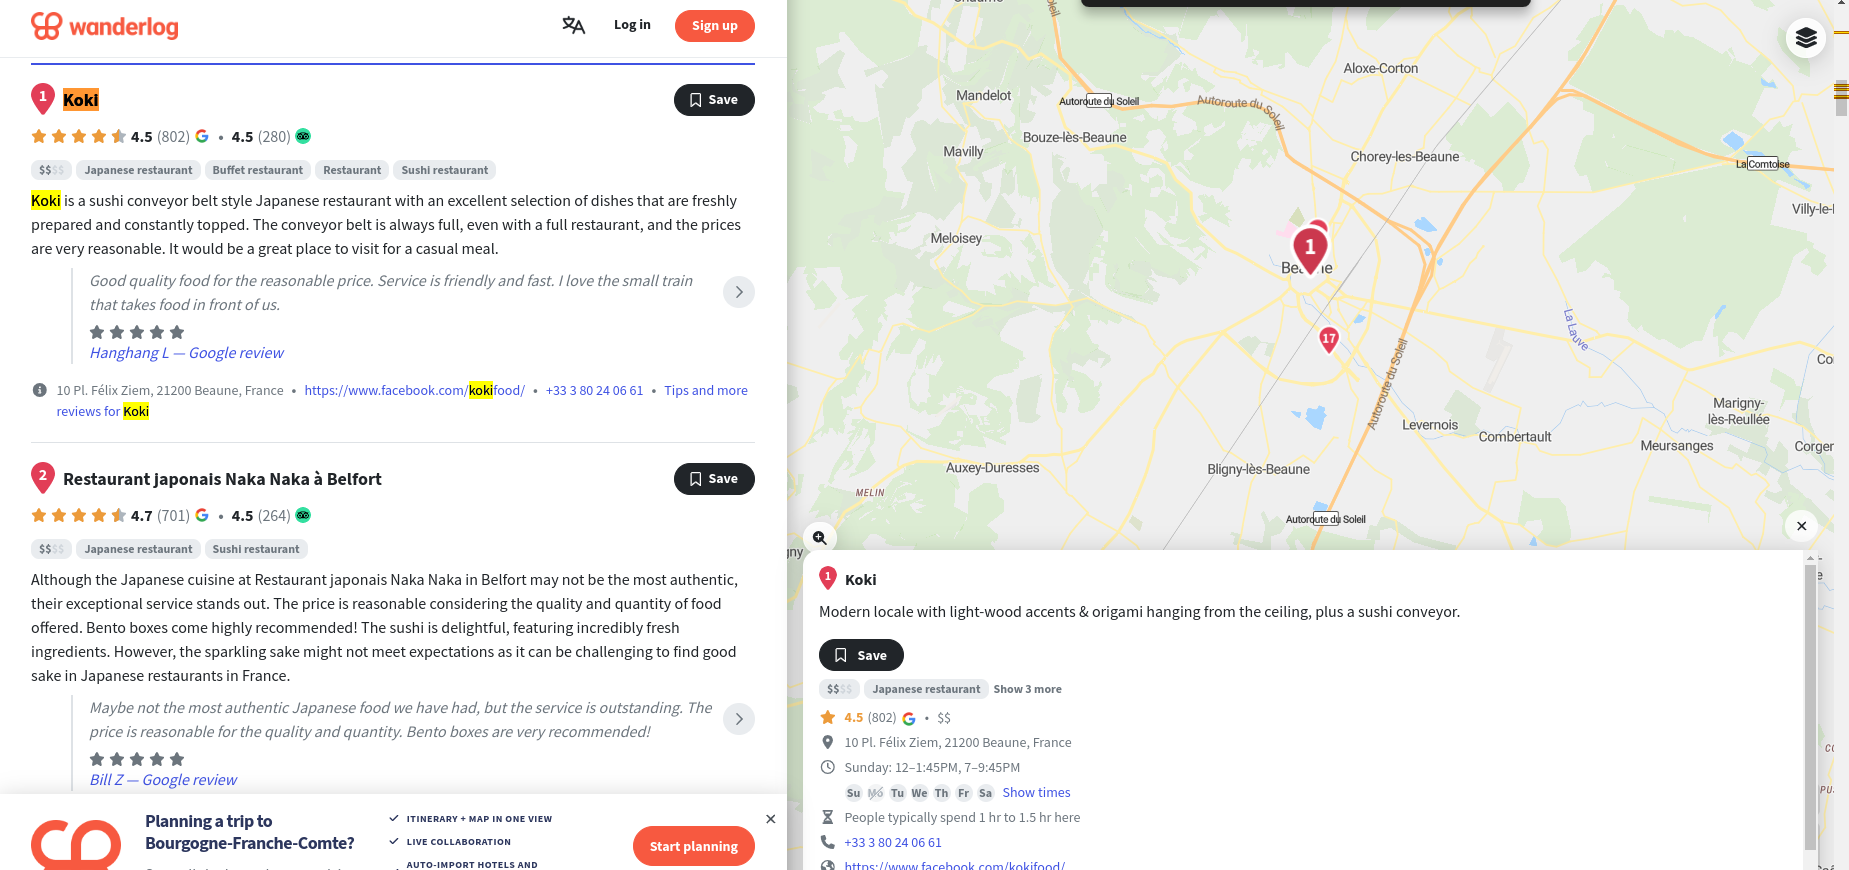 wanderlog
Log in
Sign up
1
Koki
Save
4.5 (802) • 4.5 (280)
$$$$ Japanese restaurant Buffet restaurant Restaurant Sushi restaurant
Koki is a sushi conveyor belt style Japanese restaurant with an excellent selection of dishes that are freshly
prepared and constantly topped. The conveyor belt is always full, even with a full restaurant, and the prices
are very reasonable. It would be a great place to visit for a casual meal.
Good quality food for the reasonable price. Service is friendly and fast. I love the small train
that takes food in front of us.
Hanghang L — Google review
10 Pl. Félix Ziem, 21200 Beaune, France • https://www.facebook.com/kokifood/ • +33 3 80 24 06 61 • Tips and more
reviews for Koki
2
Restaurant japonais Naka Naka à Belfort
Save
4.7 (701) • 4.5 (264)
$$$$ Japanese restaurant Sushi restaurant
Although the Japanese cuisine at Restaurant japonais Naka Naka in Belfort may not be the most authentic,
their exceptional service stands out. The price is reasonable considering the quality and quantity of food
offered. Bento boxes come highly recommended! The sushi is delightful, featuring incredibly fresh
ingredients. However, the sparkling sake might not meet expectations as it can be challenging to find good
sake in Japanese restaurants in France.
Maybe not the most authentic Japanese food we have had, but the service is outstanding. The
price is reasonable for the quality and quantity. Bento boxes are very recommended!
Bill Z — Google review
Planning a trip to
Bourgogne-Franche-Comte?
ITINERARY + MAP IN ONE VIEW
LIVE COLLABORATION
AUTO-IMPORT HOTELS AND
Start planning
Autoroute du Soleil
Aloxe-Corton
Mandelot
Autoroute du Soleil
Autoroute du Soleil
Bouze-lès-Beaune
Mavilly
Chorey-les-Beaune
La Comtoise
Villy-le-
Meloisey
1
Beaune
17
La Lauve
Autoroute du Soleil
Co
Marigny-
lès-Reullée
Levernois
Combertault
Meursanges
Corger
Auxey-Duresses
Bligny-lès-Beaune
MELIN
Autoroute du Soleil
gny
1
Koki
Modern locale with light-wood accents & origami hanging from the ceiling, plus a sushi conveyor.
Save
$$$$ Japanese restaurant Show 3 more
4.5 (802) • $$
10 Pl. Félix Ziem, 21200 Beaune, France
Sunday: 12–1:45PM, 7–9:45PM
Su Mo Tu We Th Fr Sa Show times
People typically spend 1 hr to 1.5 hr here
+33 3 80 24 06 61
https://www.facebook.com/kokifood/